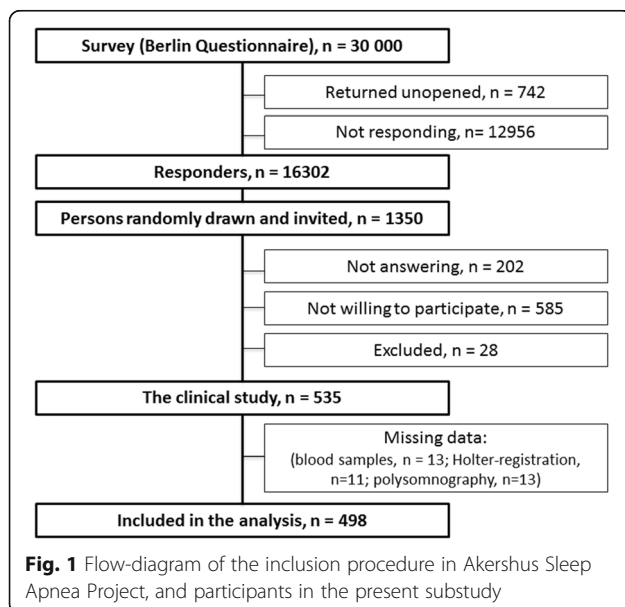 Survey (Berlin Questionnaire), n = 30 000
Returned unopened, n = 742
Not responding, n= 12956
Responders, n = 16302
Persons randomly drawn and invited, n = 1350
Not answering, n = 202
Not willing to participate, n = 585
Excluded, n = 28
The clinical study, n = 535
Missing data:
(blood samples, n = 13; Holter-registration,
n=11; polysomnography, n=13)
Included in the analysis, n = 498
Fig. 1 Flow-diagram of the inclusion procedure in Akershus Sleep
Apnea Project, and participants in the present substudy